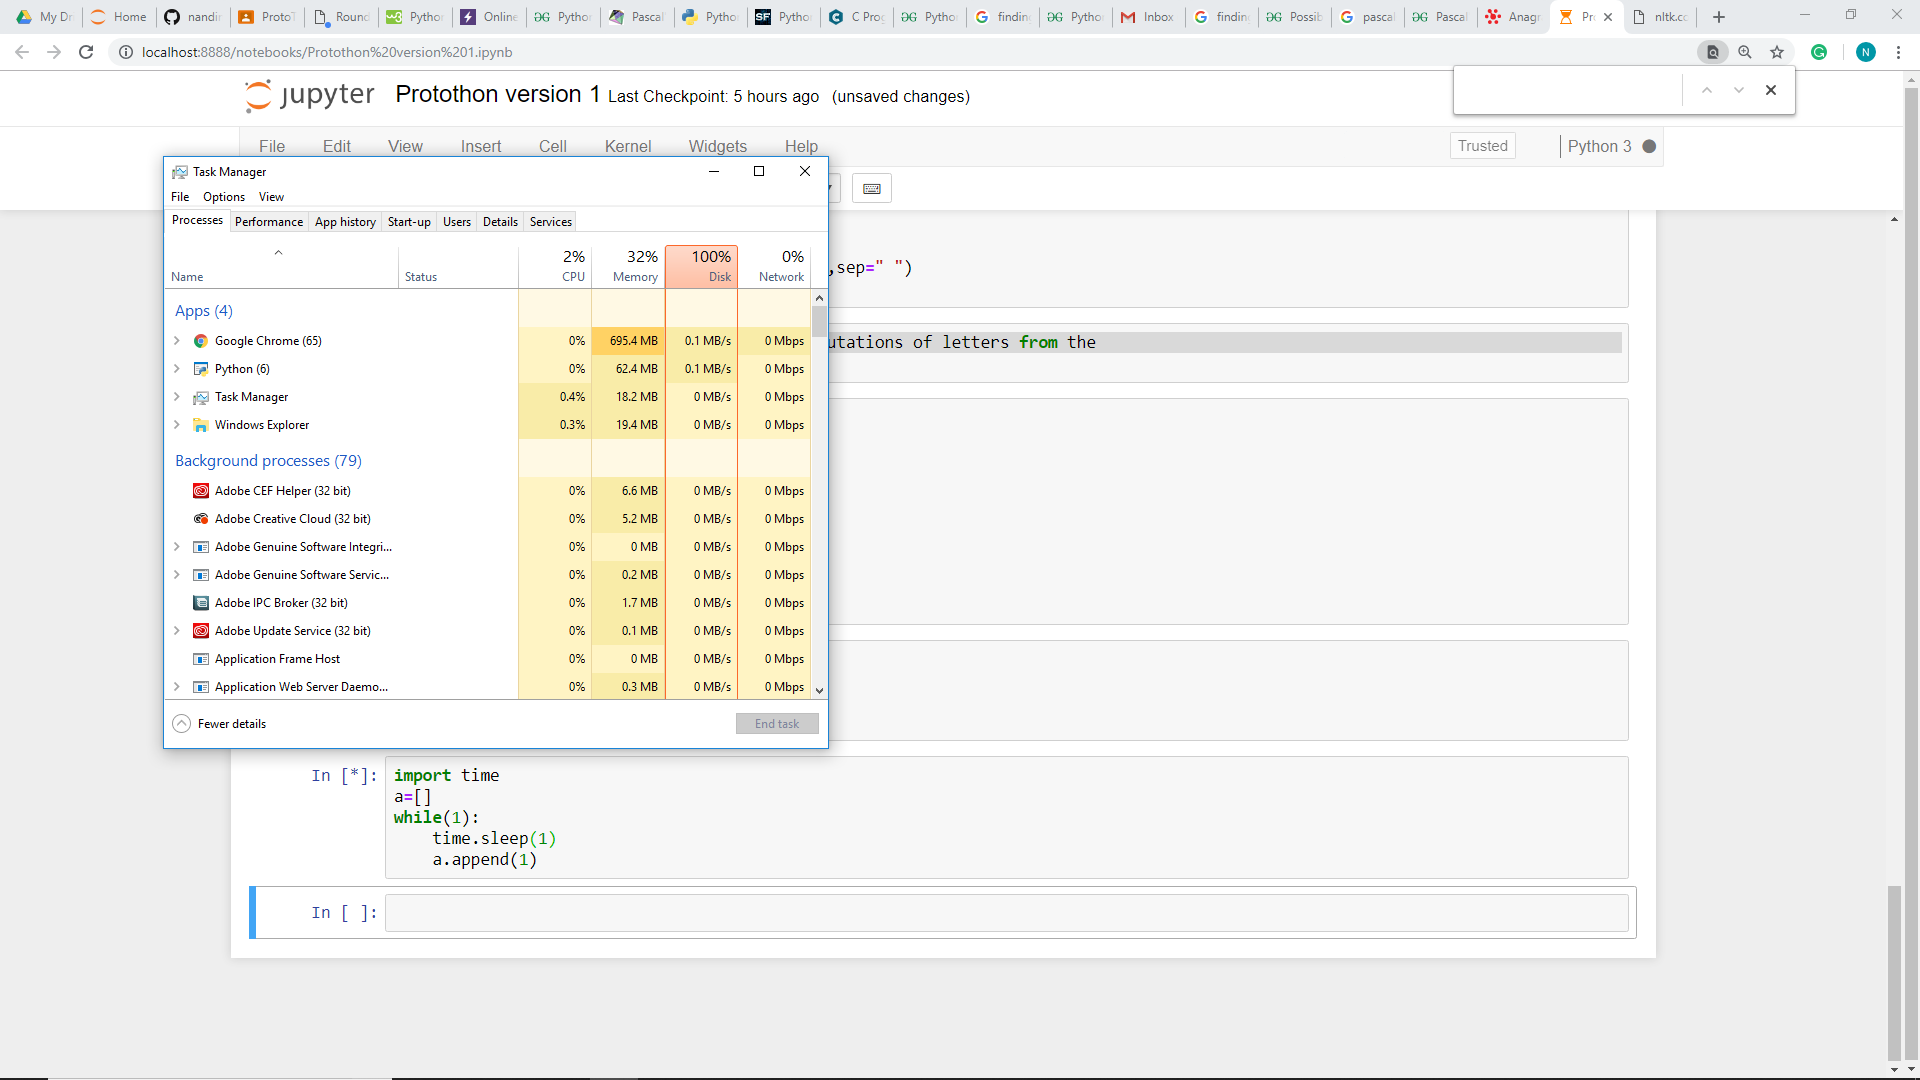 My Dr
Home
nandin
ProtoT
Round
Pytho
Online
Pytho
Pascal
Pytho
Pytho
C Prog
Pytho
findin
Pytho
Inbox
findin
Possib
pascal
Pascal
Anagr
Pro
nltk.co
localhost:8888/notebooks/Protothon%20version%201.ipynb
N
jupyter Protothon version 1 Last Checkpoint: 5 hours ago (unsaved changes)
File Edit View Insert Cell Kernel Widgets Help
Trusted
Python 3
Task Manager
File Options View
Processes Performance App history Start-up Users Details Services
2% 32% 100% 0%
Name Status CPU Memory Disk Network
Apps (4)
Google Chrome (65) 0% 695.4 MB 0.1 MB/s 0 Mbps
Python (6) 0% 62.4 MB 0.1 MB/s 0 Mbps
Task Manager 0.4% 18.2 MB 0 MB/s 0 Mbps
Windows Explorer 0.3% 19.4 MB 0 MB/s 0 Mbps
Background processes (79)
Adobe CEF Helper (32 bit) 0% 6.6 MB 0 MB/s 0 Mbps
Adobe Creative Cloud (32 bit) 0% 5.2 MB 0 MB/s 0 Mbps
Adobe Genuine Software Integri... 0% 0 MB 0 MB/s 0 Mbps
Adobe Genuine Software Servic... 0% 0.2 MB 0 MB/s 0 Mbps
Adobe IPC Broker (32 bit) 0% 1.7 MB 0 MB/s 0 Mbps
Adobe Update Service (32 bit) 0% 0.1 MB 0 MB/s 0 Mbps
Application Frame Host 0% 0 MB 0 MB/s 0 Mbps
Application Web Server Daemo... 0% 0.3 MB 0 MB/s 0 Mbps
Fewer details
End task
,sep=" ")
utations of letters from the
In [*]:
import time
a=[]
while(1):
    time.sleep(1)
    a.append(1)
In [ ]: